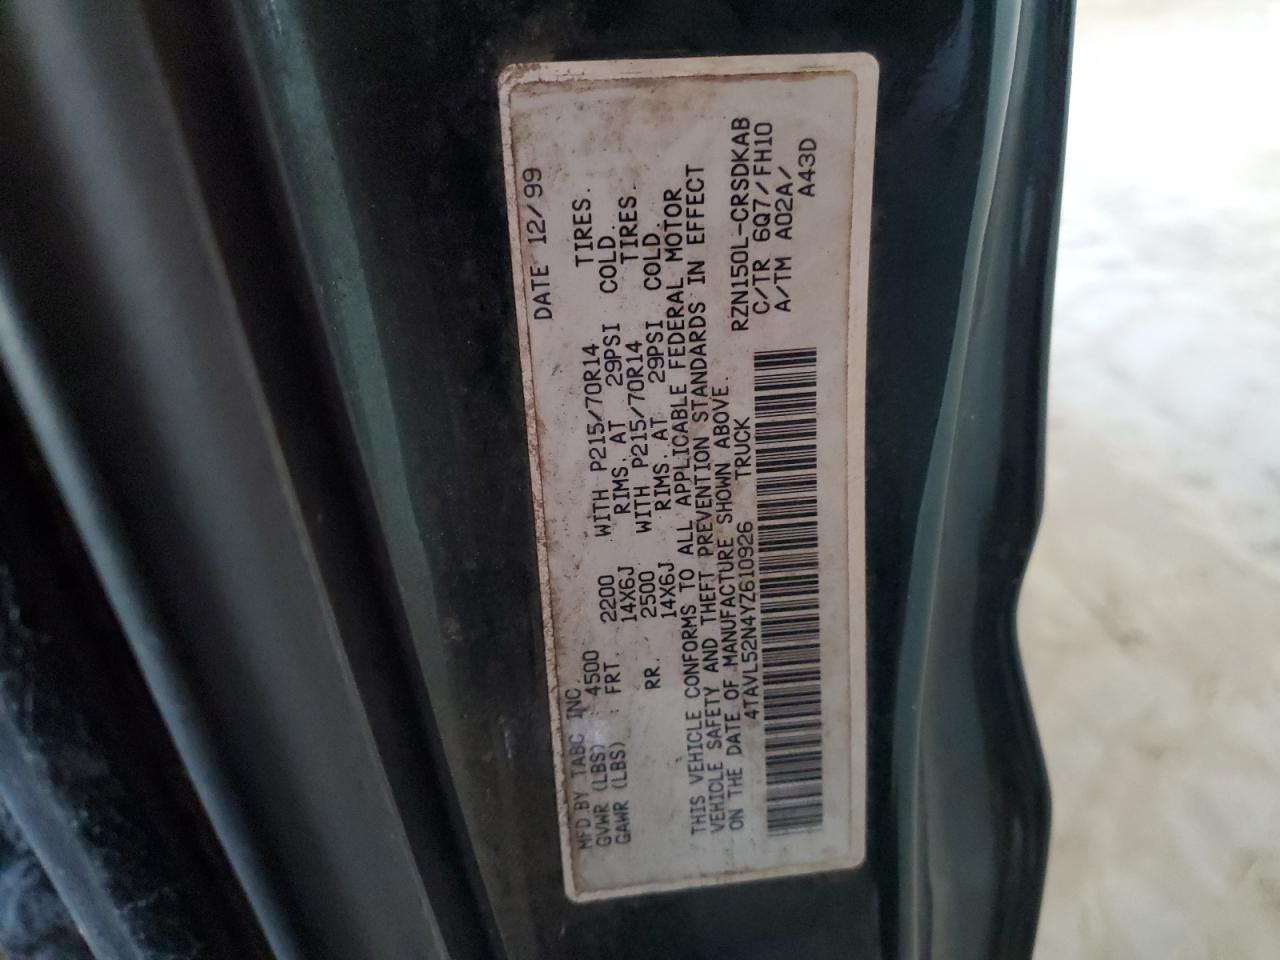 MFD BY TABC INC. DATE 12/99
GVWR (LBS) : 4500
GAWR (LBS) : FRT. 2200 WITH P215/70R14 TIRES.
14X6J RIMS. AT 29PSI COLD.
RR. 2500 WITH P215/70R14 TIRES.
14X6J RIMS. AT 29PSI COLD.
THIS VEHICLE CONFORMS TO ALL APPLICABLE FEDERAL MOTOR
VEHICLE SAFETY AND THEFT PREVENTION STANDARDS IN EFFECT
ON THE DATE OF MANUFACTURE SHOWN ABOVE.
4TAVL52N4YZ610926 TRUCK
RZN150L-CRSDKAB
C/TR 6Q7/FH10
A/TM A02A/
A43D